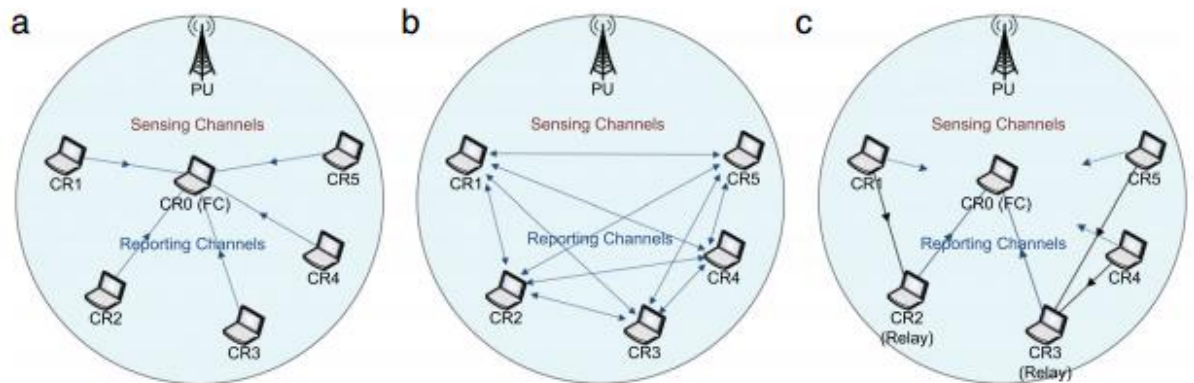 a
PU
Sensing Channels
CR1
CR5
CR0 (FC)
Reporting Channels
CR4
CR2
CR3
b
PU
Sensing Channels
CR1
CR5
Reporting Channels
CR4
CR2
CR3
c
PU
Sensing Channels
CR1
CR5
CR0 (FC)
Reporting Channels
CR4
CR2
(Relay)
CR3
(Relay)